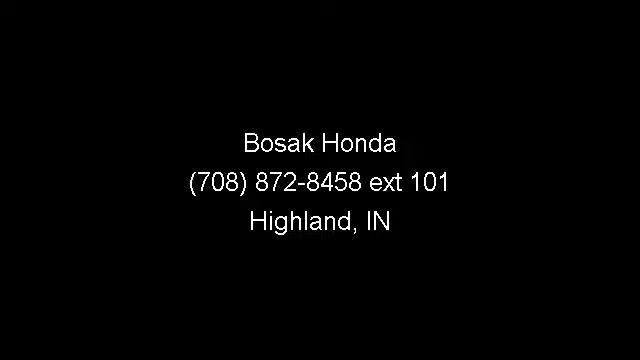 Bosak Honda
(708) 872-8458 ext 101
Highland, IN